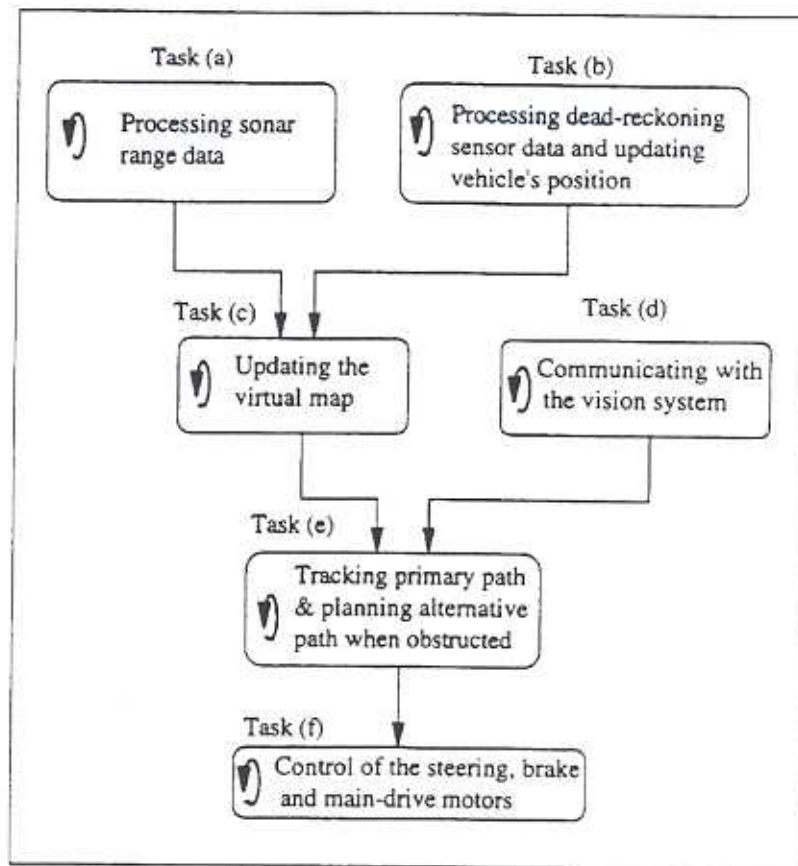 Task (a)
Processing sonar
range data
Task (b)
Processing dead-reckoning
sensor data and updating
vehicle's position
Task (c)
Updating the
virtual map
Task (d)
Communicating with
the vision system
Task (e)
Tracking primary path
& planning alternative
path when obstructed
Task (f)
Control of the steering, brake
and main-drive motors